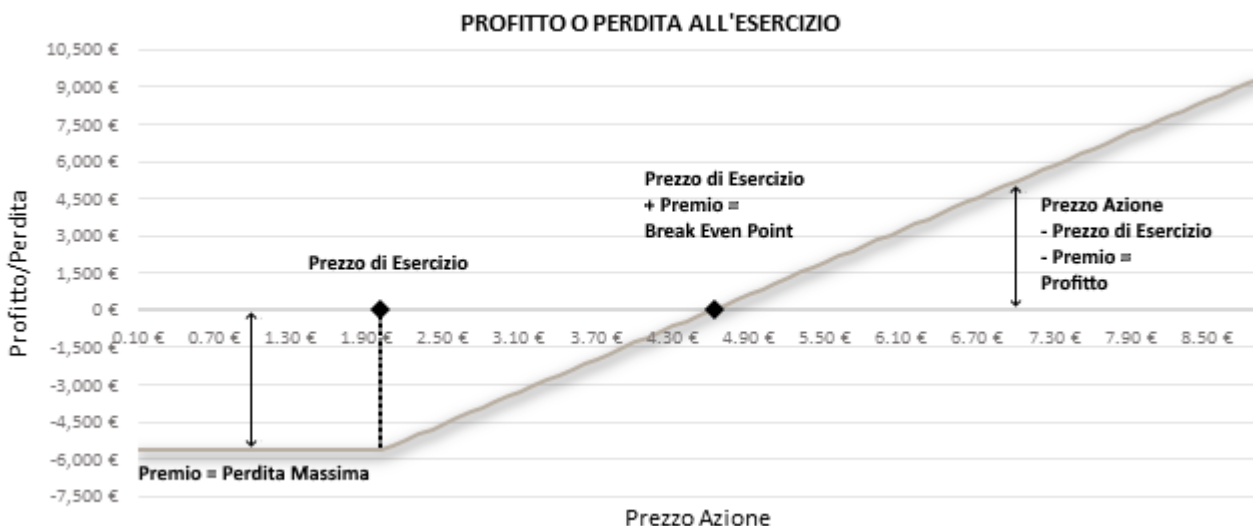 PROFITTO O PERDITA ALL'ESERCIZIO
10,500 €
9,000 €
7,500 €
6,000 €
4,500 €
3,000 €
1,500 €
0 €
-1,500 €
-3,000 €
-4,500 €
-6,000 €
-7,500 €
Profitto/Perdita
Prezzo di Esercizio
Prezzo di Esercizio
+ Premio =
Break Even Point
Prezzo Azione
- Prezzo di Esercizio
- Premio =
Profitto
0.10 € 0.70 € 1.30 € 1.90 € 2.50 € 3.10 € 3.70 € 4.30 € 4.90 € 5.50 € 6.10 € 6.70 € 7.30 € 7.90 € 8.50 €
Premio = Perdita Massima
Prezzo Azione